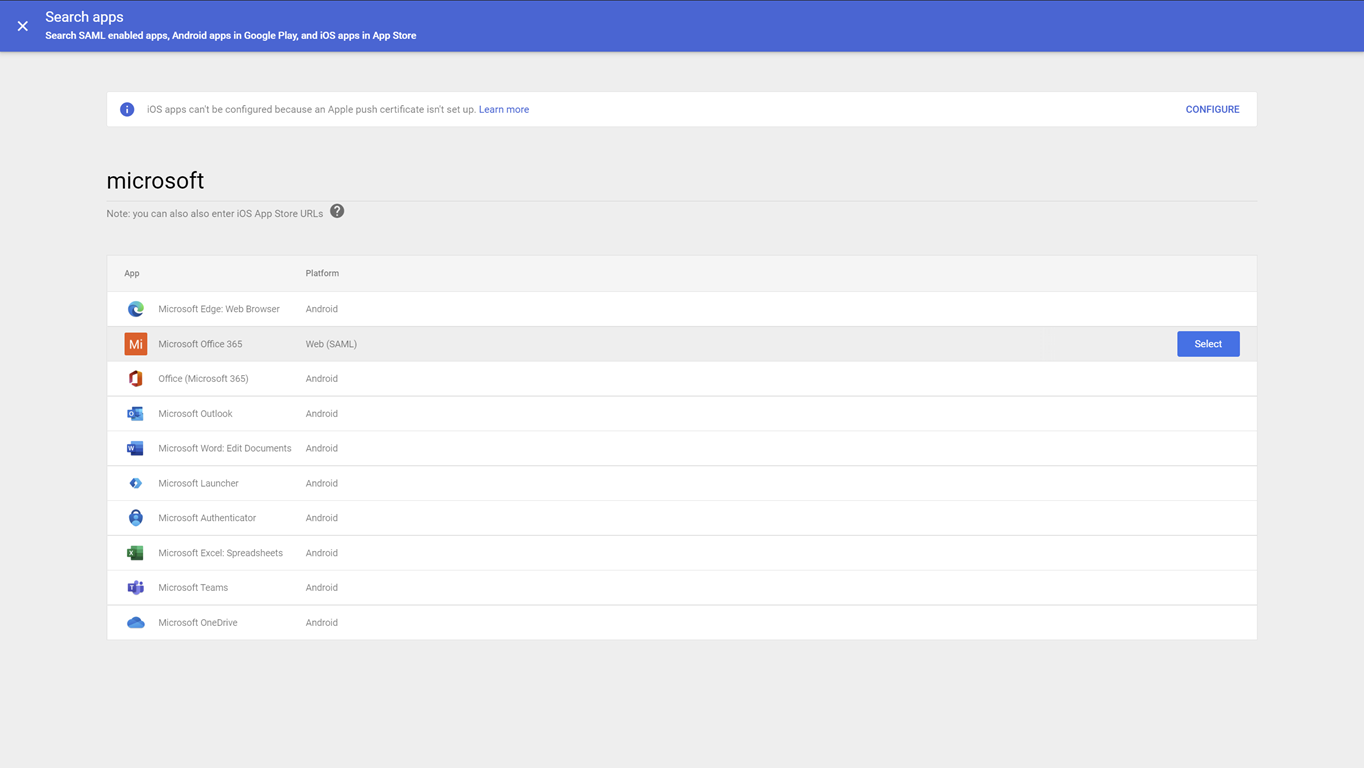 Search apps
Search SAML enabled apps, Android apps in Google Play, and iOS apps in App Store
iOS apps can't be configured because an Apple push certificate isn't set up. Learn more CONFIGURE
microsoft
Note: you can also also enter iOS App Store URLs ?
App Platform
Microsoft Edge: Web Browser Android
Mi Microsoft Office 365 Web (SAML) Select
Office (Microsoft 365) Android
Microsoft Outlook Android
Microsoft Word: Edit Documents Android
Microsoft Launcher Android
Microsoft Authenticator Android
Microsoft Excel: Spreadsheets Android
Microsoft Teams Android
Microsoft OneDrive Android